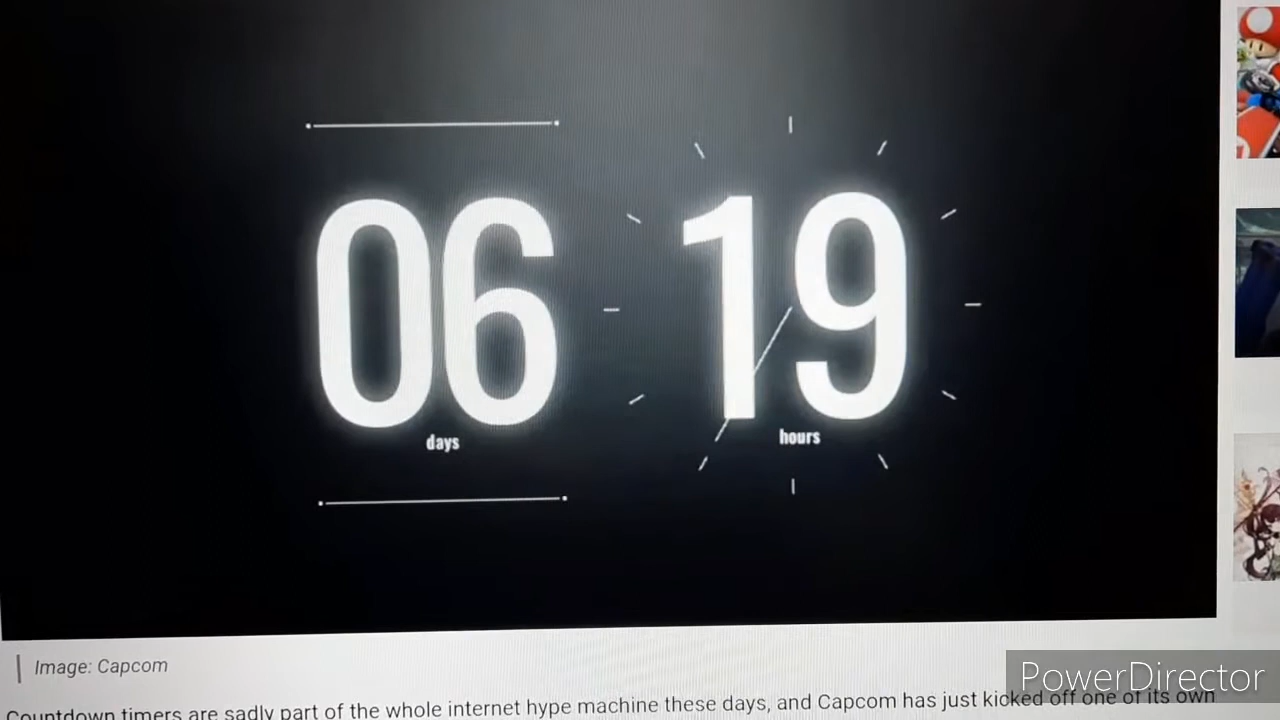 06 19
days hours
Image: Capcom
PowerDirector
Countdown timers are sadly part of the whole internet hype machine these days, and Capcom has just kicked off one of its own